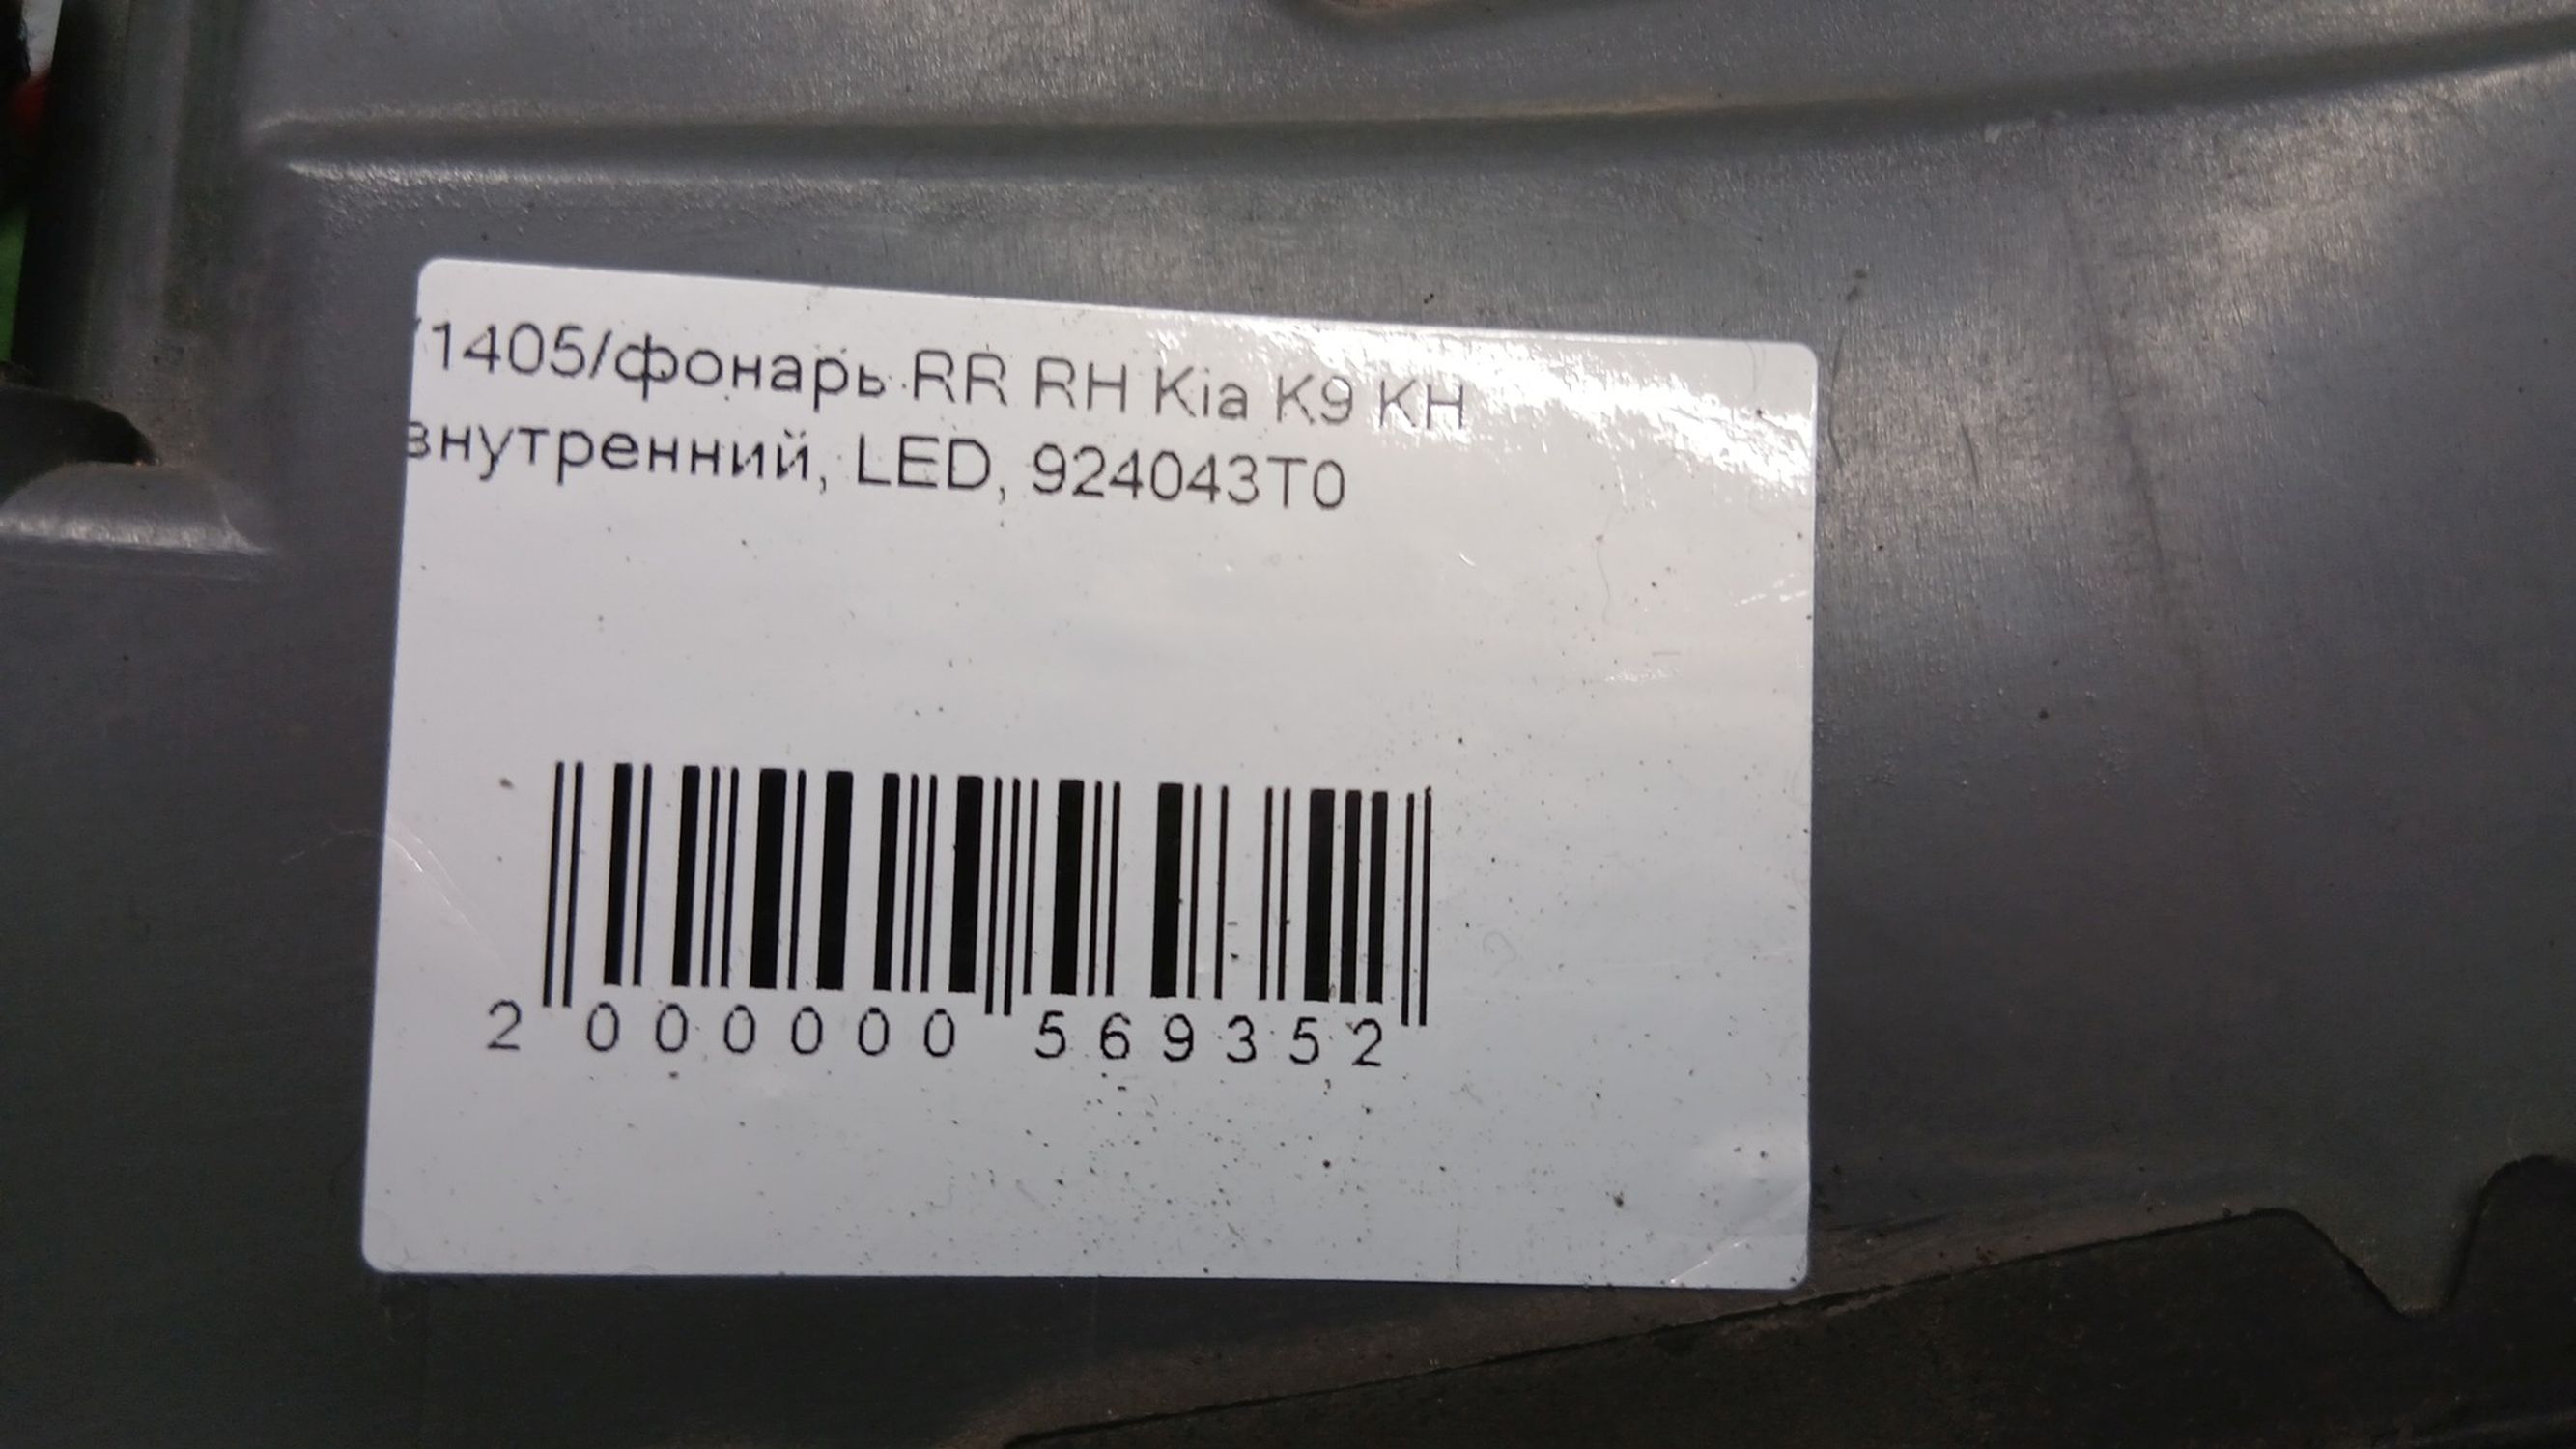 1405/фонарь RR RH Kia K9 KH
внутренний, LED, 924043T0
2 000000 569352